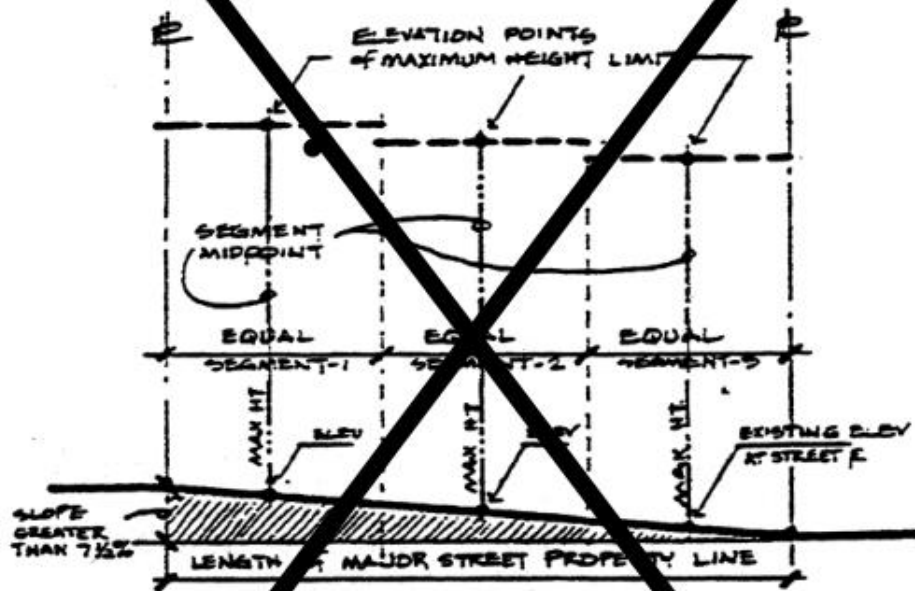 ELEVATION POINTS
of MAXIMUM HEIGHT LIMIT
SEGMENT
MIDPOINT
EQUAL
SEGMENT-1
EQUAL
SEGMENT-2
EQUAL
SEGMENT-3
MAX HT
MAX HT
MAX. HT.
ELEV
ELEV
EXISTING ELEV
AT STREET
SLOPE
GREATER
THAN 7½%
LENGTH of MAJOR STREET PROPERTY LINE